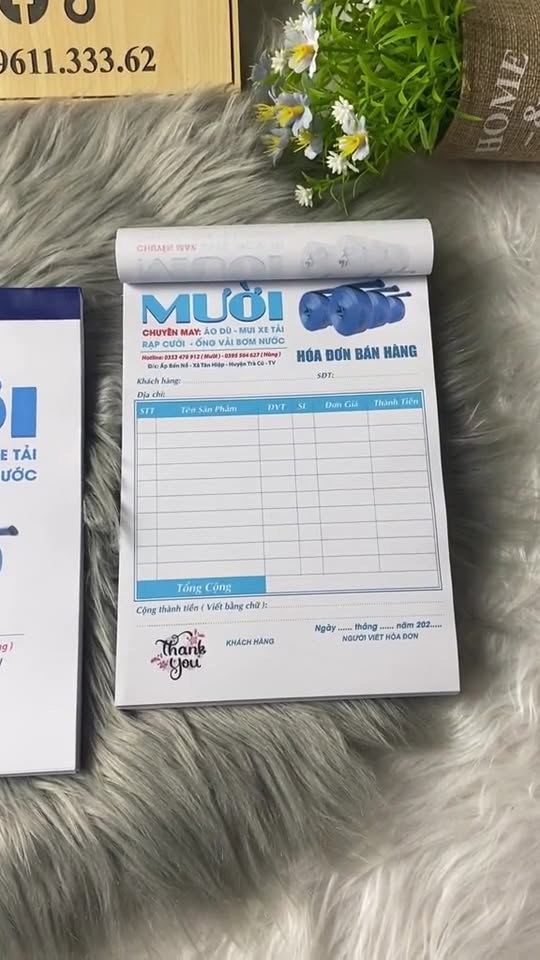 9611.333.62
HOME
MƯỜI
CHUYÊN MAY: ÁO DÙ - MUI XE TẢI
RẠP CƯỚI - ỐNG VẢI BƠM NƯỚC
Hotline: 0353 478 912 ( Mười ) - 0395 564 627 ( Hằng )
Đ/c: Ấp Bến Nố - Xã Tân Hiệp - Huyện Trà Cú - TV
HÓA ĐƠN BÁN HÀNG
Khách hàng: SĐT:
Địa chỉ:
STT Tên Sản Phẩm ĐVT SL Đơn Giá Thành Tiền
Tổng Cộng
Cộng thành tiền ( Viết bằng chữ ):
Ngày ...... tháng ...... năm 202.....
KHÁCH HÀNG NGƯỜI VIẾT HÓA ĐƠN
Thank
You
ƠI
E TẢI
ƯỚC